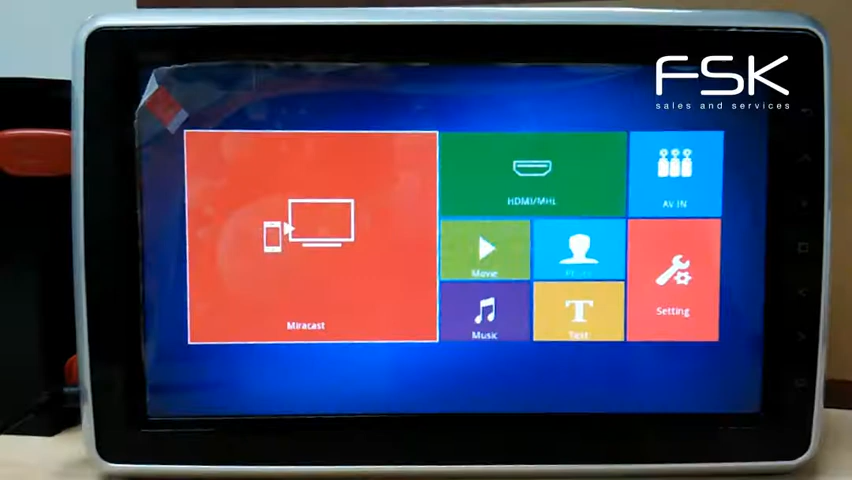 FSK
sales and services
HDMI/MHL
AV IN
Movie
Miracast
Music
Text
Setting